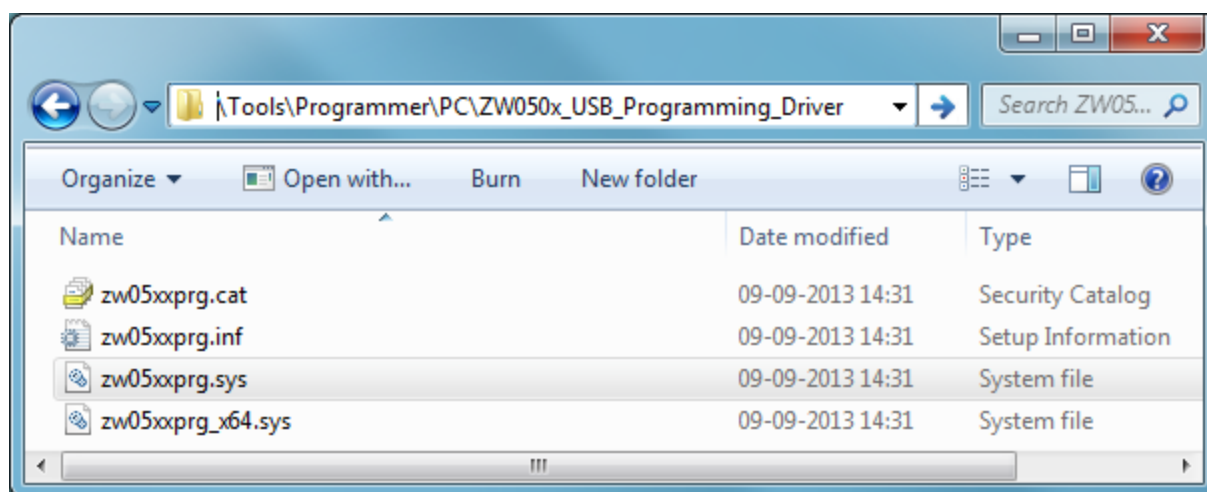 \Tools\Programmer\PC\ZW050x_USB_Programming_Driver Search ZW05...
Organize Open with... Burn New folder
Name Date modified Type
zw05xxprg.cat 09-09-2013 14:31 Security Catalog
zw05xxprg.inf 09-09-2013 14:31 Setup Information
zw05xxprg.sys 09-09-2013 14:31 System file
zw05xxprg_x64.sys 09-09-2013 14:31 System file